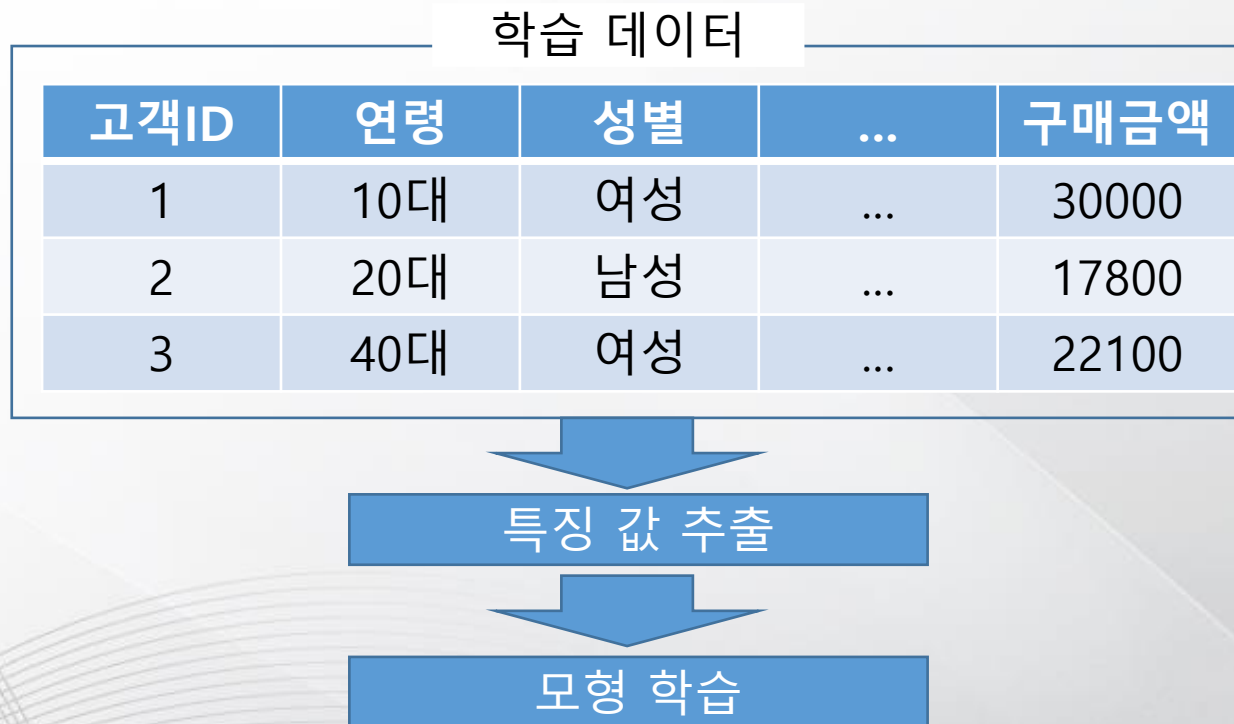 학습 데이터
고객ID 연령 성별 ... 구매금액
1 10대 여성 ... 30000
2 20대 남성 ... 17800
3 40대 여성 ... 22100
특징 값 추출
모형 학습